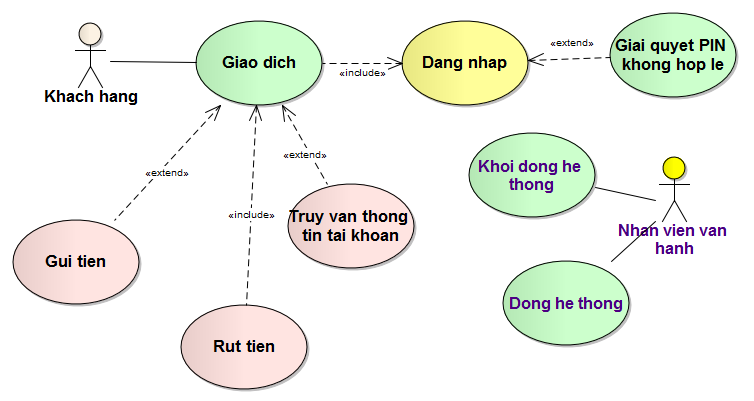 Giao dich
Dang nhap
«extend»
Giai quyet PIN
khong hop le
«include»
Khach hang
«extend»
«extend»
«include»
Khoi dong he
thong
Truy van thong
tin tai khoan
Nhan vien van
hanh
Gui tien
Dong he thong
Rut tien